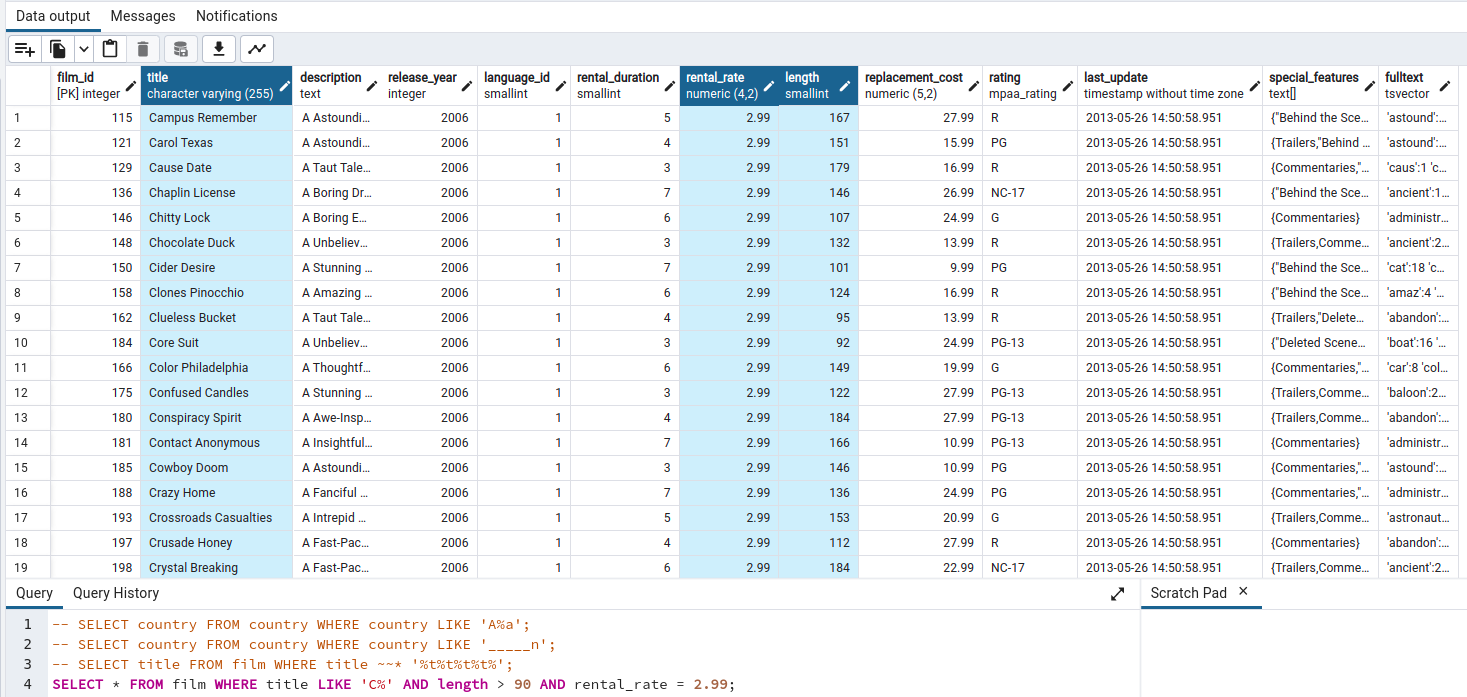 Data output Messages Notifications
film_id title description release_year language_id rental_duration rental_rate length replacement_cost rating last_update special_features fulltext
[PK] integer character varying (255) text integer smallint smallint numeric (4,2) smallint numeric (5,2) mpaa_rating timestamp without time zone text[] tsvector
1 115 Campus Remember A Astoundi... 2006 1 5 2.99 167 27.99 R 2013-05-26 14:50:58.951 {"Behind the Sce... 'astound':...
2 121 Carol Texas A Astoundi... 2006 1 4 2.99 151 15.99 PG 2013-05-26 14:50:58.951 {Trailers,"Behind ... 'astound':...
3 129 Cause Date A Taut Tale... 2006 1 3 2.99 179 16.99 R 2013-05-26 14:50:58.951 {Commentaries,"... 'caus':1 'c...
4 136 Chaplin License A Boring Dr... 2006 1 7 2.99 146 26.99 NC-17 2013-05-26 14:50:58.951 {"Behind the Sce... 'ancient':1...
5 146 Chitty Lock A Boring E... 2006 1 6 2.99 107 24.99 G 2013-05-26 14:50:58.951 {Commentaries} 'administr...
6 148 Chocolate Duck A Unbeliev... 2006 1 3 2.99 132 13.99 R 2013-05-26 14:50:58.951 {Trailers,Comme... 'ancient':2...
7 150 Cider Desire A Stunning ... 2006 1 7 2.99 101 9.99 PG 2013-05-26 14:50:58.951 {"Behind the Sce... 'cat':18 'c...
8 158 Clones Pinocchio A Amazing ... 2006 1 6 2.99 124 16.99 R 2013-05-26 14:50:58.951 {"Behind the Sce... 'amaz':4 '...
9 162 Clueless Bucket A Taut Tale... 2006 1 4 2.99 95 13.99 R 2013-05-26 14:50:58.951 {Trailers,"Delete... 'abandon':...
10 184 Core Suit A Unbeliev... 2006 1 3 2.99 92 24.99 PG-13 2013-05-26 14:50:58.951 {"Deleted Scene... 'boat':16 '...
11 166 Color Philadelphia A Thoughtf... 2006 1 6 2.99 149 19.99 G 2013-05-26 14:50:58.951 {Commentaries,"... 'car':8 'col...
12 175 Confused Candles A Stunning ... 2006 1 3 2.99 122 27.99 PG-13 2013-05-26 14:50:58.951 {Trailers,Comme... 'baloon':2...
13 180 Conspiracy Spirit A Awe-Insp... 2006 1 4 2.99 184 27.99 PG-13 2013-05-26 14:50:58.951 {Trailers,Comme... 'abandon':...
14 181 Contact Anonymous A Insightful... 2006 1 7 2.99 166 10.99 PG-13 2013-05-26 14:50:58.951 {Commentaries} 'administr...
15 185 Cowboy Doom A Astoundi... 2006 1 3 2.99 146 10.99 PG 2013-05-26 14:50:58.951 {Commentaries,"... 'astound':...
16 188 Crazy Home A Fanciful ... 2006 1 7 2.99 136 24.99 PG 2013-05-26 14:50:58.951 {Commentaries,"... 'administr...
17 193 Crossroads Casualties A Intrepid ... 2006 1 5 2.99 153 20.99 G 2013-05-26 14:50:58.951 {Trailers,Comme... 'astronaut...
18 197 Crusade Honey A Fast-Pac... 2006 1 4 2.99 112 27.99 R 2013-05-26 14:50:58.951 {Commentaries} 'abandon':...
19 198 Crystal Breaking A Fast-Pac... 2006 1 6 2.99 184 22.99 NC-17 2013-05-26 14:50:58.951 {Trailers,Comme... 'ancient':2...
Query Query History Scratch Pad
1 -- SELECT country FROM country WHERE country LIKE 'A%a';
2 -- SELECT country FROM country WHERE country LIKE '_____n';
3 -- SELECT title FROM film WHERE title ~~* '%t%t%t%t%';
4 SELECT * FROM film WHERE title LIKE 'C%' AND length > 90 AND rental_rate = 2.99;